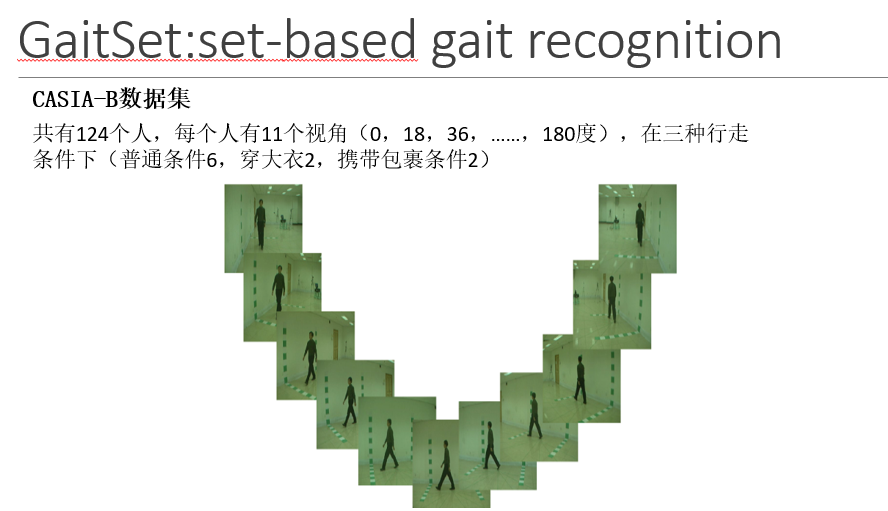 GaitSet:set-based gait recognition
CASIA-B数据集
共有124个人，每个人有11个视角（0，18，36，……，180度），在三种行走
条件下（普通条件6，穿大衣2，携带包裹条件2）